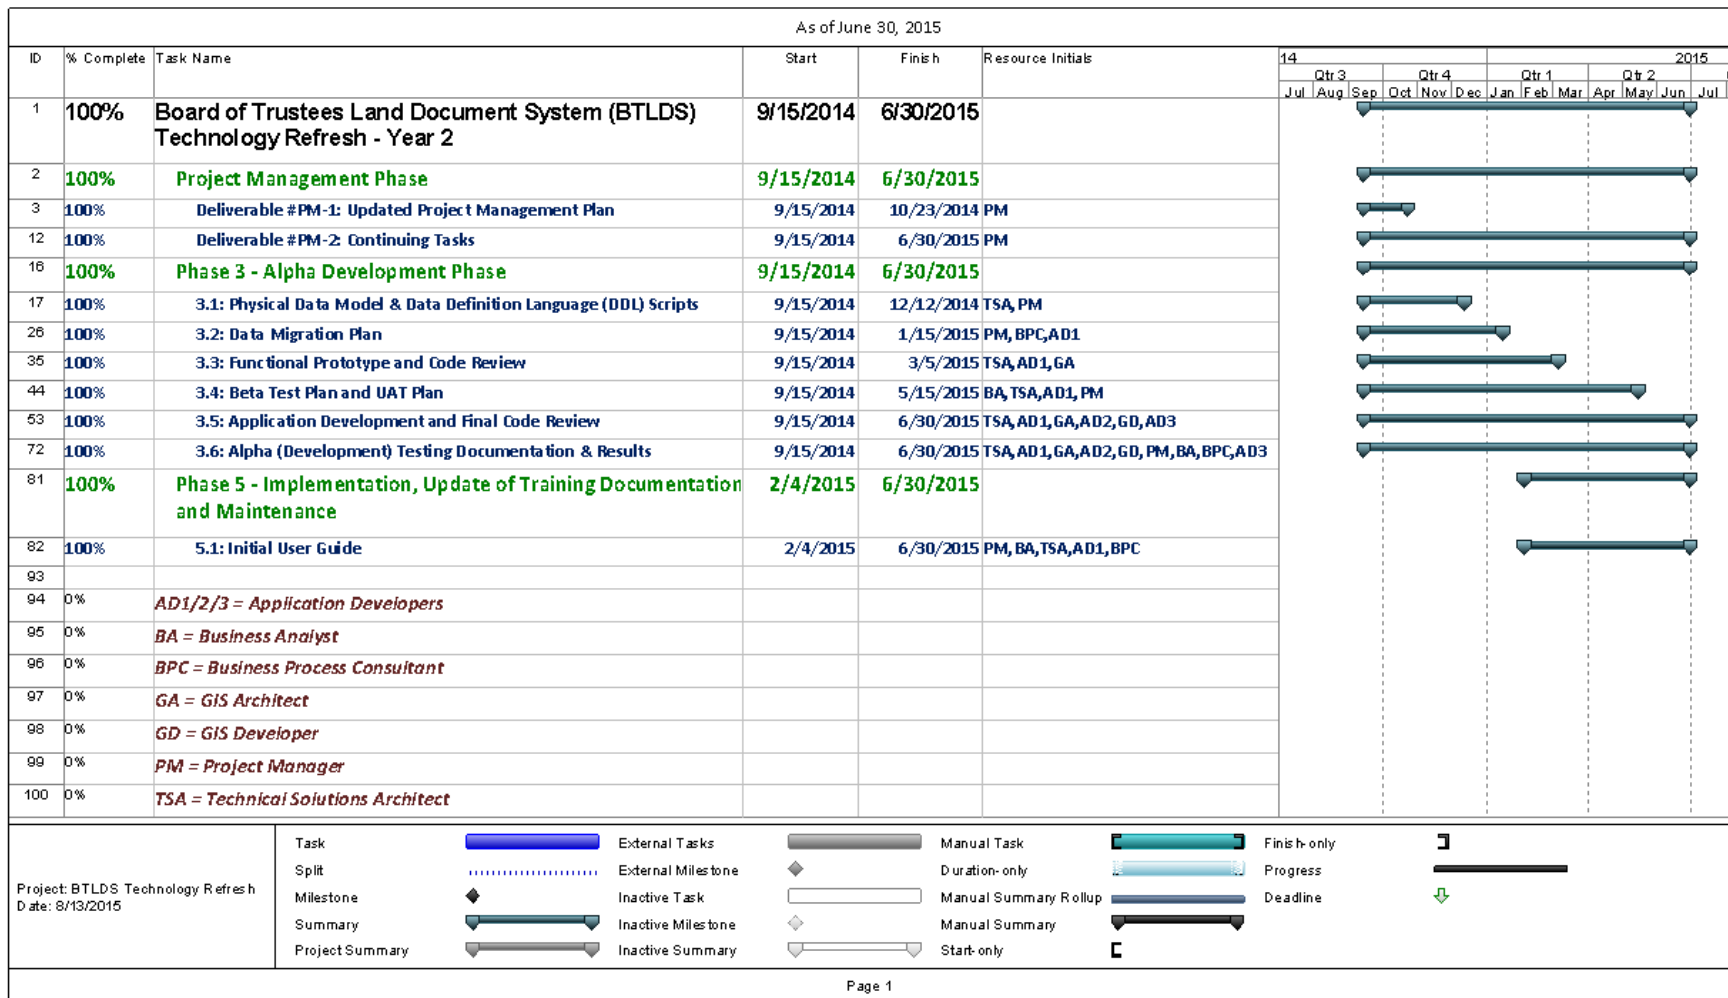 As of June 30, 2015
ID % Complete Task Name Start Finish Resource Initials 14 2015
Qtr 3 Qtr 4 Qtr 1 Qtr 2
Jul Aug Sep Oct Nov Dec Jan Feb Mar Apr May Jun Jul
1 100% Board of Trustees Land Document System (BTLDS) 9/15/2014 6/30/2015
Technology Refresh - Year 2
2 100% Project Management Phase 9/15/2014 6/30/2015
3 100% Deliverable #PM-1: Updated Project Management Plan 9/15/2014 10/23/2014 PM
12 100% Deliverable #PM-2: Continuing Tasks 9/15/2014 6/30/2015 PM
16 100% Phase 3 - Alpha Development Phase 9/15/2014 6/30/2015
17 100% 3.1: Physical Data Model & Data Definition Language (DDL) Scripts 9/15/2014 12/12/2014 TSA, PM
26 100% 3.2: Data Migration Plan 9/15/2014 1/15/2015 PM, BPC,AD1
35 100% 3.3: Functional Prototype and Code Review 9/15/2014 3/5/2015 TSA,AD1,GA
44 100% 3.4: Beta Test Plan and UAT Plan 9/15/2014 5/15/2015 BA,TSA,AD1,PM
53 100% 3.5: Application Development and Final Code Review 9/15/2014 6/30/2015 TSA,AD1,GA,AD2,GD,AD3
72 100% 3.6: Alpha (Development) Testing Documentation & Results 9/15/2014 6/30/2015 TSA,AD1,GA,AD2,GD,PM,BA,BPC,AD3
81 100% Phase 5 - Implementation, Update of Training Documentation 2/4/2015 6/30/2015
and Maintenance
82 100% 5.1: Initial User Guide 2/4/2015 6/30/2015 PM, BA,TSA,AD1,BPC
93
94 0% AD1/2/3 = Application Developers
95 0% BA = Business Analyst
96 0% BPC = Business Process Consultant
97 0% GA = GIS Architect
98 0% GD = GIS Developer
99 0% PM = Project Manager
100 0% TSA = Technical Solutions Architect
Project: BTLDS Technology Refresh
Date: 8/13/2015
Task External Tasks Manual Task Finish-only
Split External Milestone Duration-only Progress
Milestone Inactive Task Manual Summary Rollup Deadline
Summary Inactive Milestone Manual Summary
Project Summary Inactive Summary Start-only
Page 1